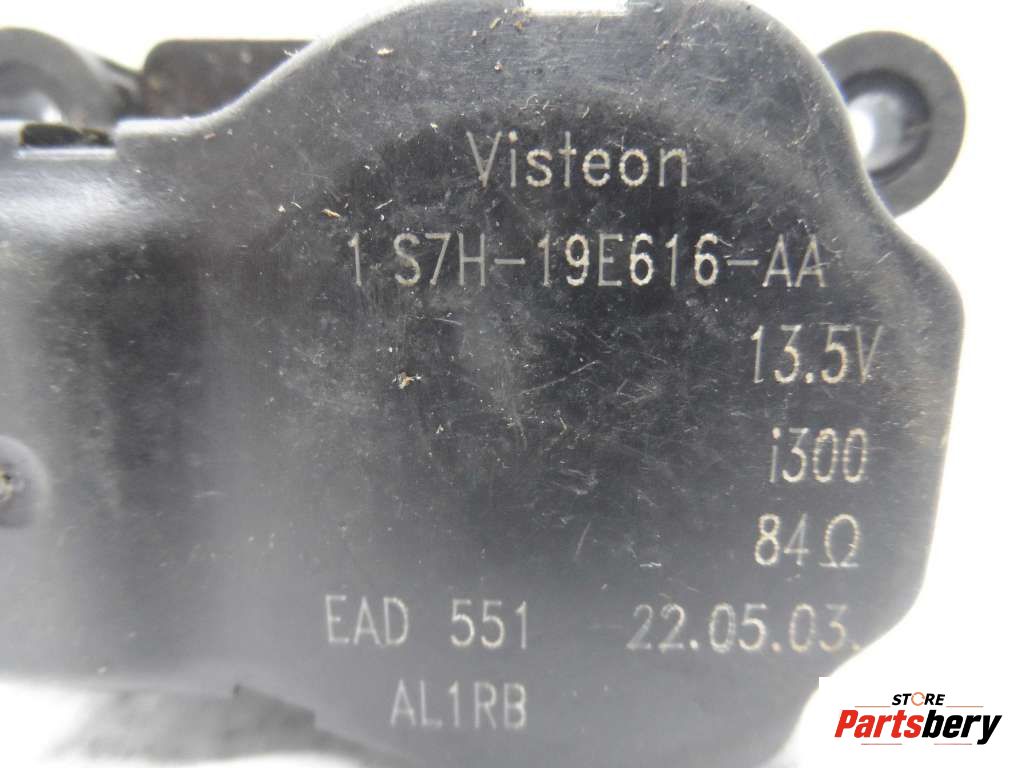 Visteon
1S7H-19E616-AA
13.5V
i300
84Ω
EAD 551 22.05.03.
AL1RB
STORE
Partsbery